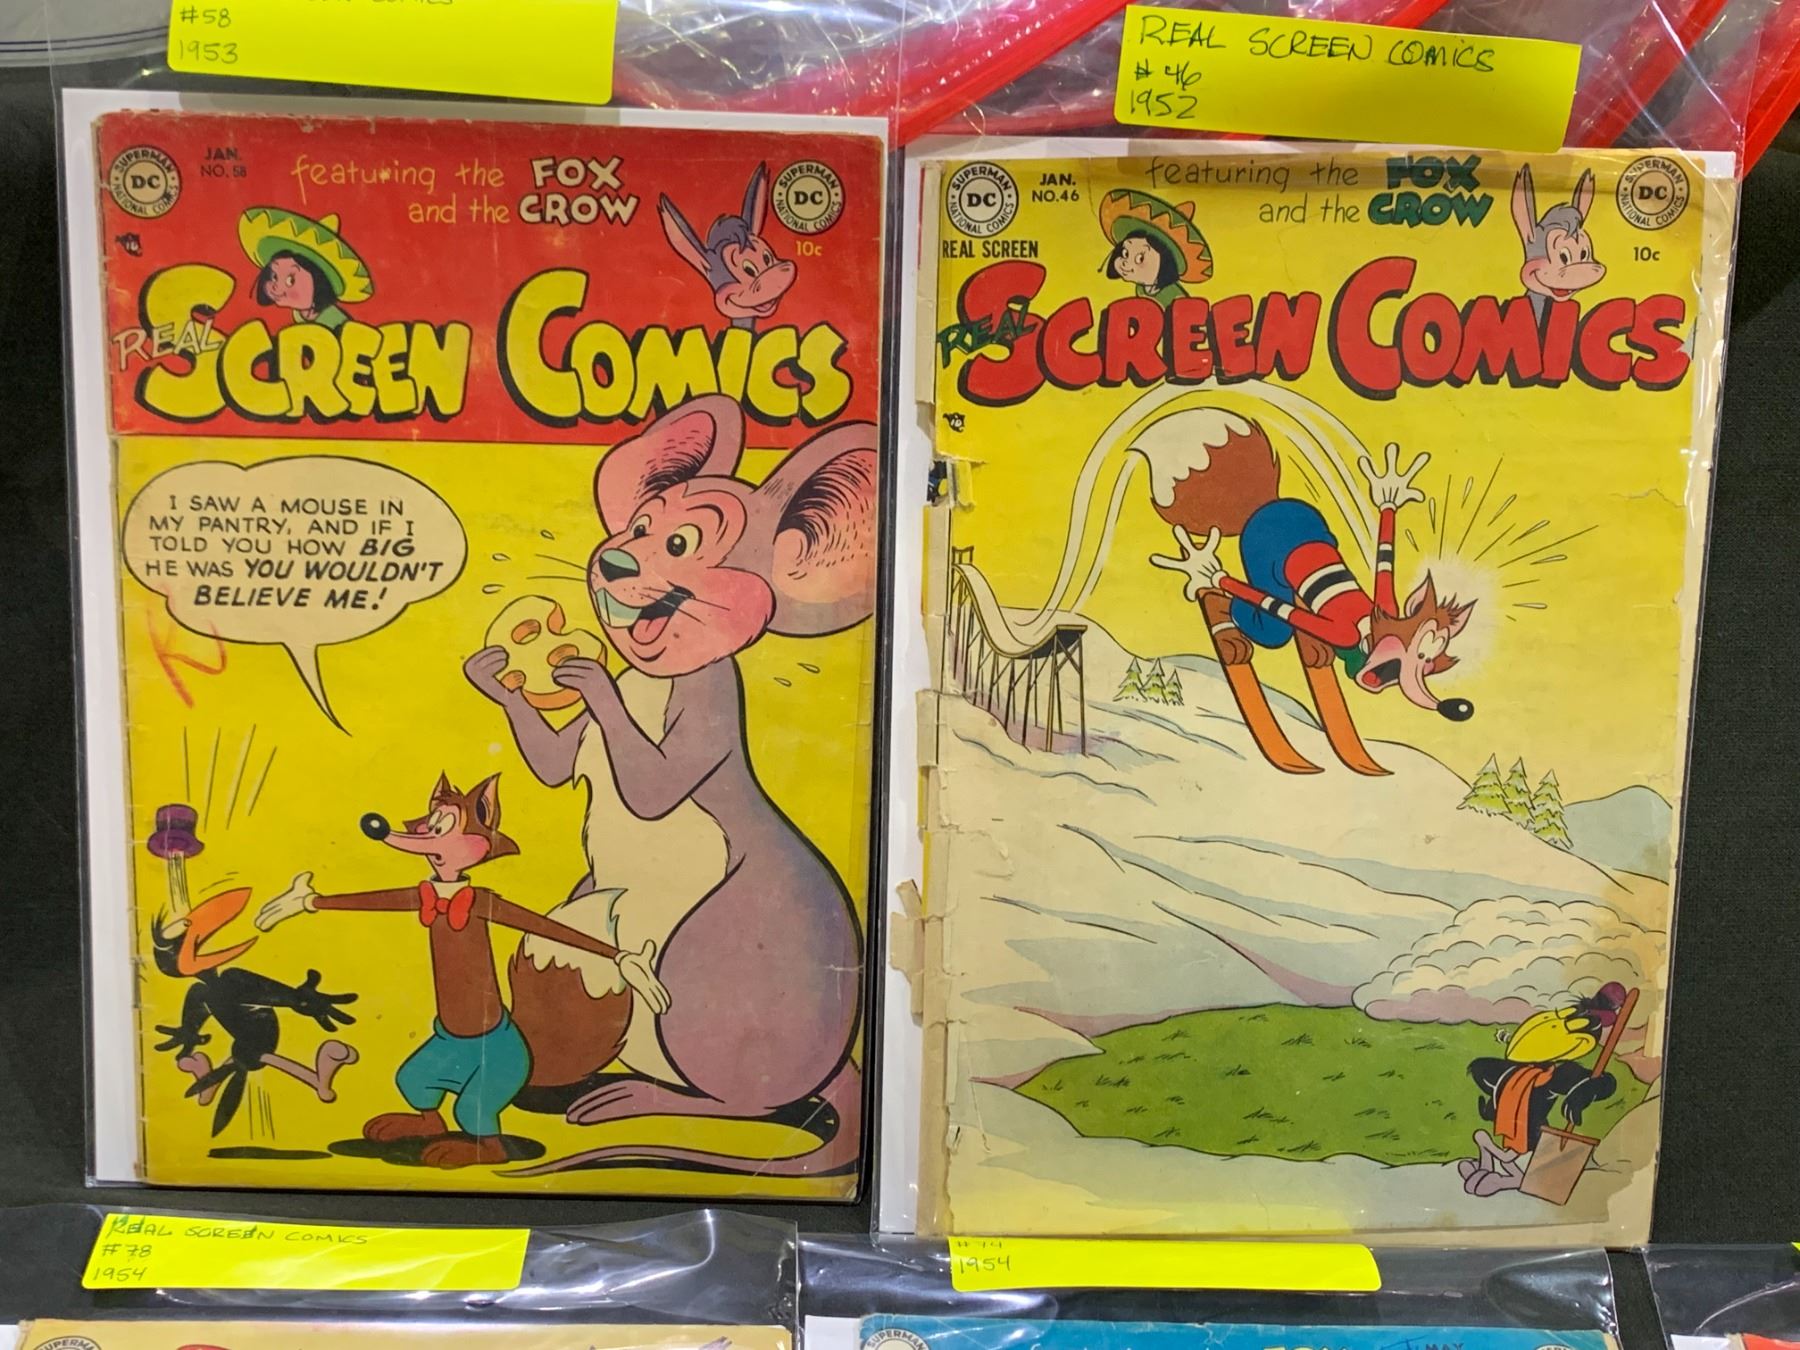 #58
1953
REAL SCREEN COMICS
#46
1952
SUPERMAN
DC
NATIONAL COMICS
JAN.
NO. 58
featuring the FOX
and the CROW
SUPERMAN
DC
NATIONAL COMICS
10c
REAL SCREEN COMICS
I SAW A MOUSE IN
MY PANTRY, AND IF I
TOLD YOU HOW BIG
HE WAS YOU WOULDN'T
BELIEVE ME!
SUPERMAN
DC
NATIONAL COMICS
JAN.
NO. 46
REAL SCREEN
featuring the FOX
and the CROW
SUPERMAN
DC
NATIONAL COMICS
10c
REAL SCREEN COMICS
REAL SCREEN COMICS
#78
1954
#74
1954
SUPERMAN
MAY